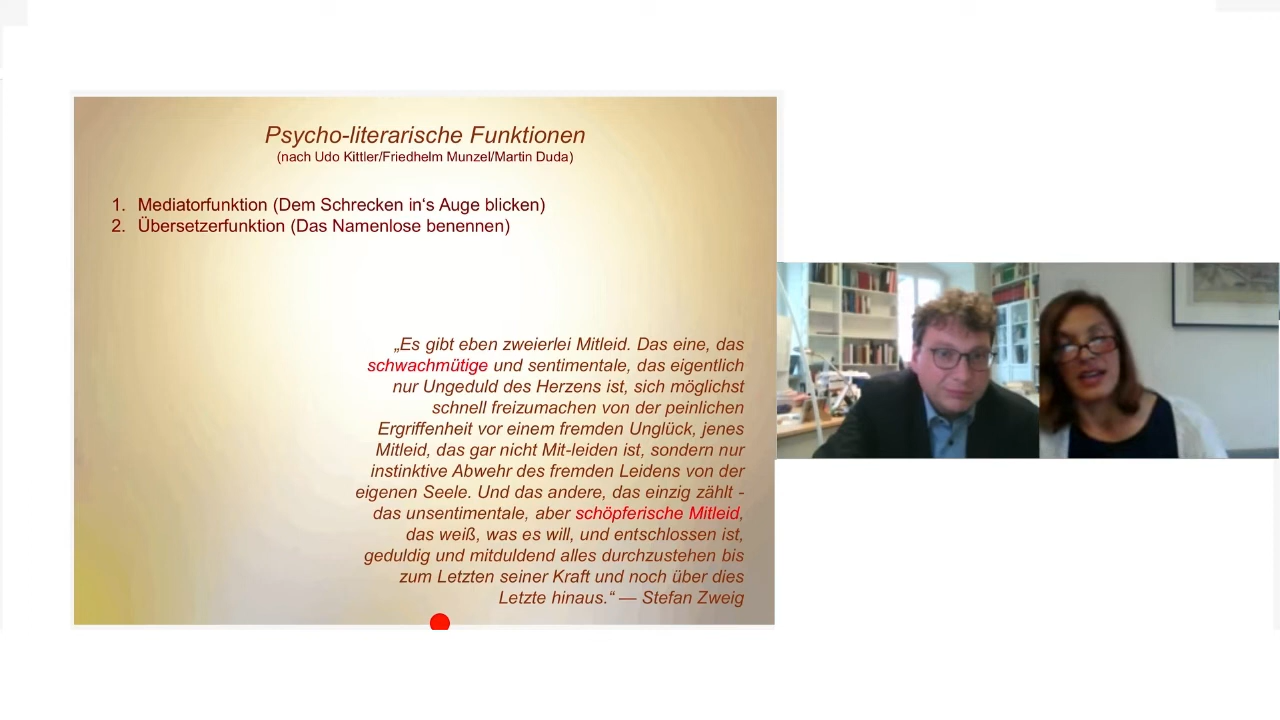 Psycho-literarische Funktionen
(nach Udo Kittler/Friedhelm Munzel/Martin Duda)
1. Mediatorfunktion (Dem Schrecken in‘s Auge blicken)
2. Übersetzerfunktion (Das Namenlose benennen)
„Es gibt eben zweierlei Mitleid. Das eine, das
schwachmütige und sentimentale, das eigentlich
nur Ungeduld des Herzens ist, sich möglichst
schnell freizumachen von der peinlichen
Ergriffenheit vor einem fremden Unglück, jenes
Mitleid, das gar nicht Mit-leiden ist, sondern nur
instinktive Abwehr des fremden Leidens von der
eigenen Seele. Und das andere, das einzig zählt -
das unsentimentale, aber schöpferische Mitleid,
das weiß, was es will, und entschlossen ist,
geduldig und mitduldend alles durchzustehen bis
zum Letzten seiner Kraft und noch über dies
Letzte hinaus.“ — Stefan Zweig